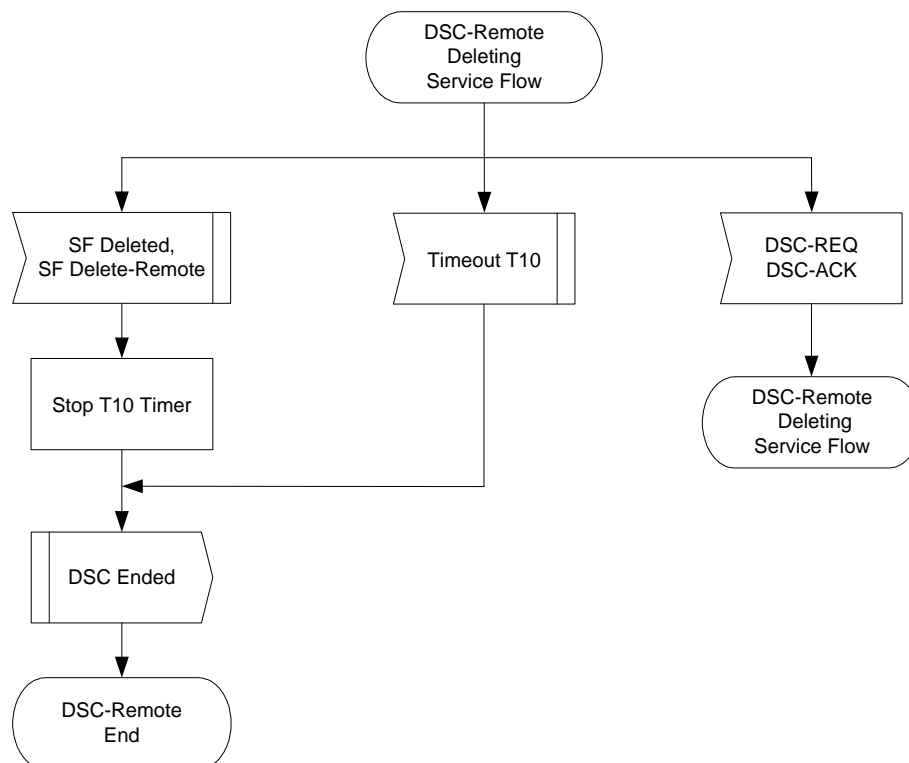 DSC-Remote
Deleting
Service Flow
SF Deleted,
SF Delete-Remote
Timeout T10
DSC-REQ
DSC-ACK
Stop T10 Timer
DSC-Remote
Deleting
Service Flow
DSC Ended
DSC-Remote
End